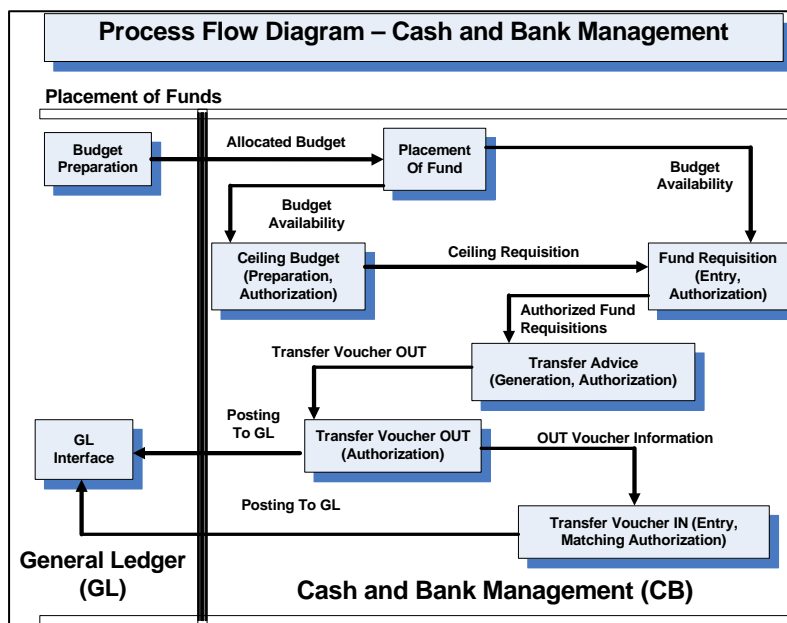 Process Flow Diagram – Cash and Bank Management
Placement of Funds
Budget
Preparation
Allocated Budget
Placement
Of Fund
Budget
Availability
Budget
Availability
Ceiling Budget
(Preparation,
Authorization)
Ceiling Requisition
Fund Requisition
(Entry,
Authorization)
Authorized Fund
Requisitions
Transfer Voucher OUT
Transfer Advice
(Generation, Authorization)
Posting
To GL
GL
Interface
Transfer Voucher OUT
(Authorization)
OUT Voucher Information
Posting To GL
Transfer Voucher IN (Entry,
Matching Authorization)
General Ledger
(GL)
Cash and Bank Management (CB)